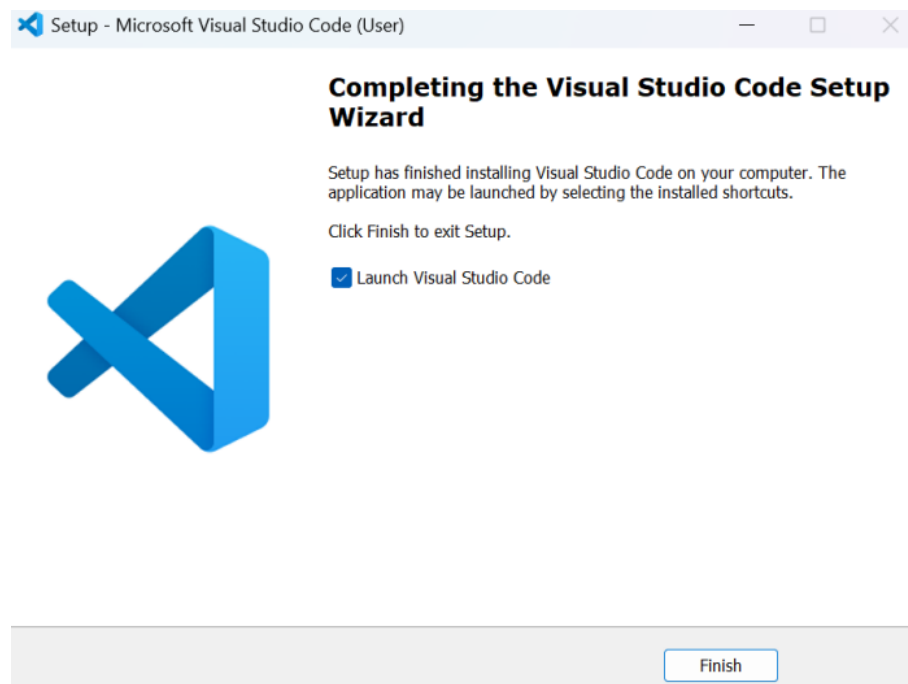 Setup - Microsoft Visual Studio Code (User)
Completing the Visual Studio Code Setup
Wizard
Setup has finished installing Visual Studio Code on your computer. The
application may be launched by selecting the installed shortcuts.
Click Finish to exit Setup.
Launch Visual Studio Code
Finish